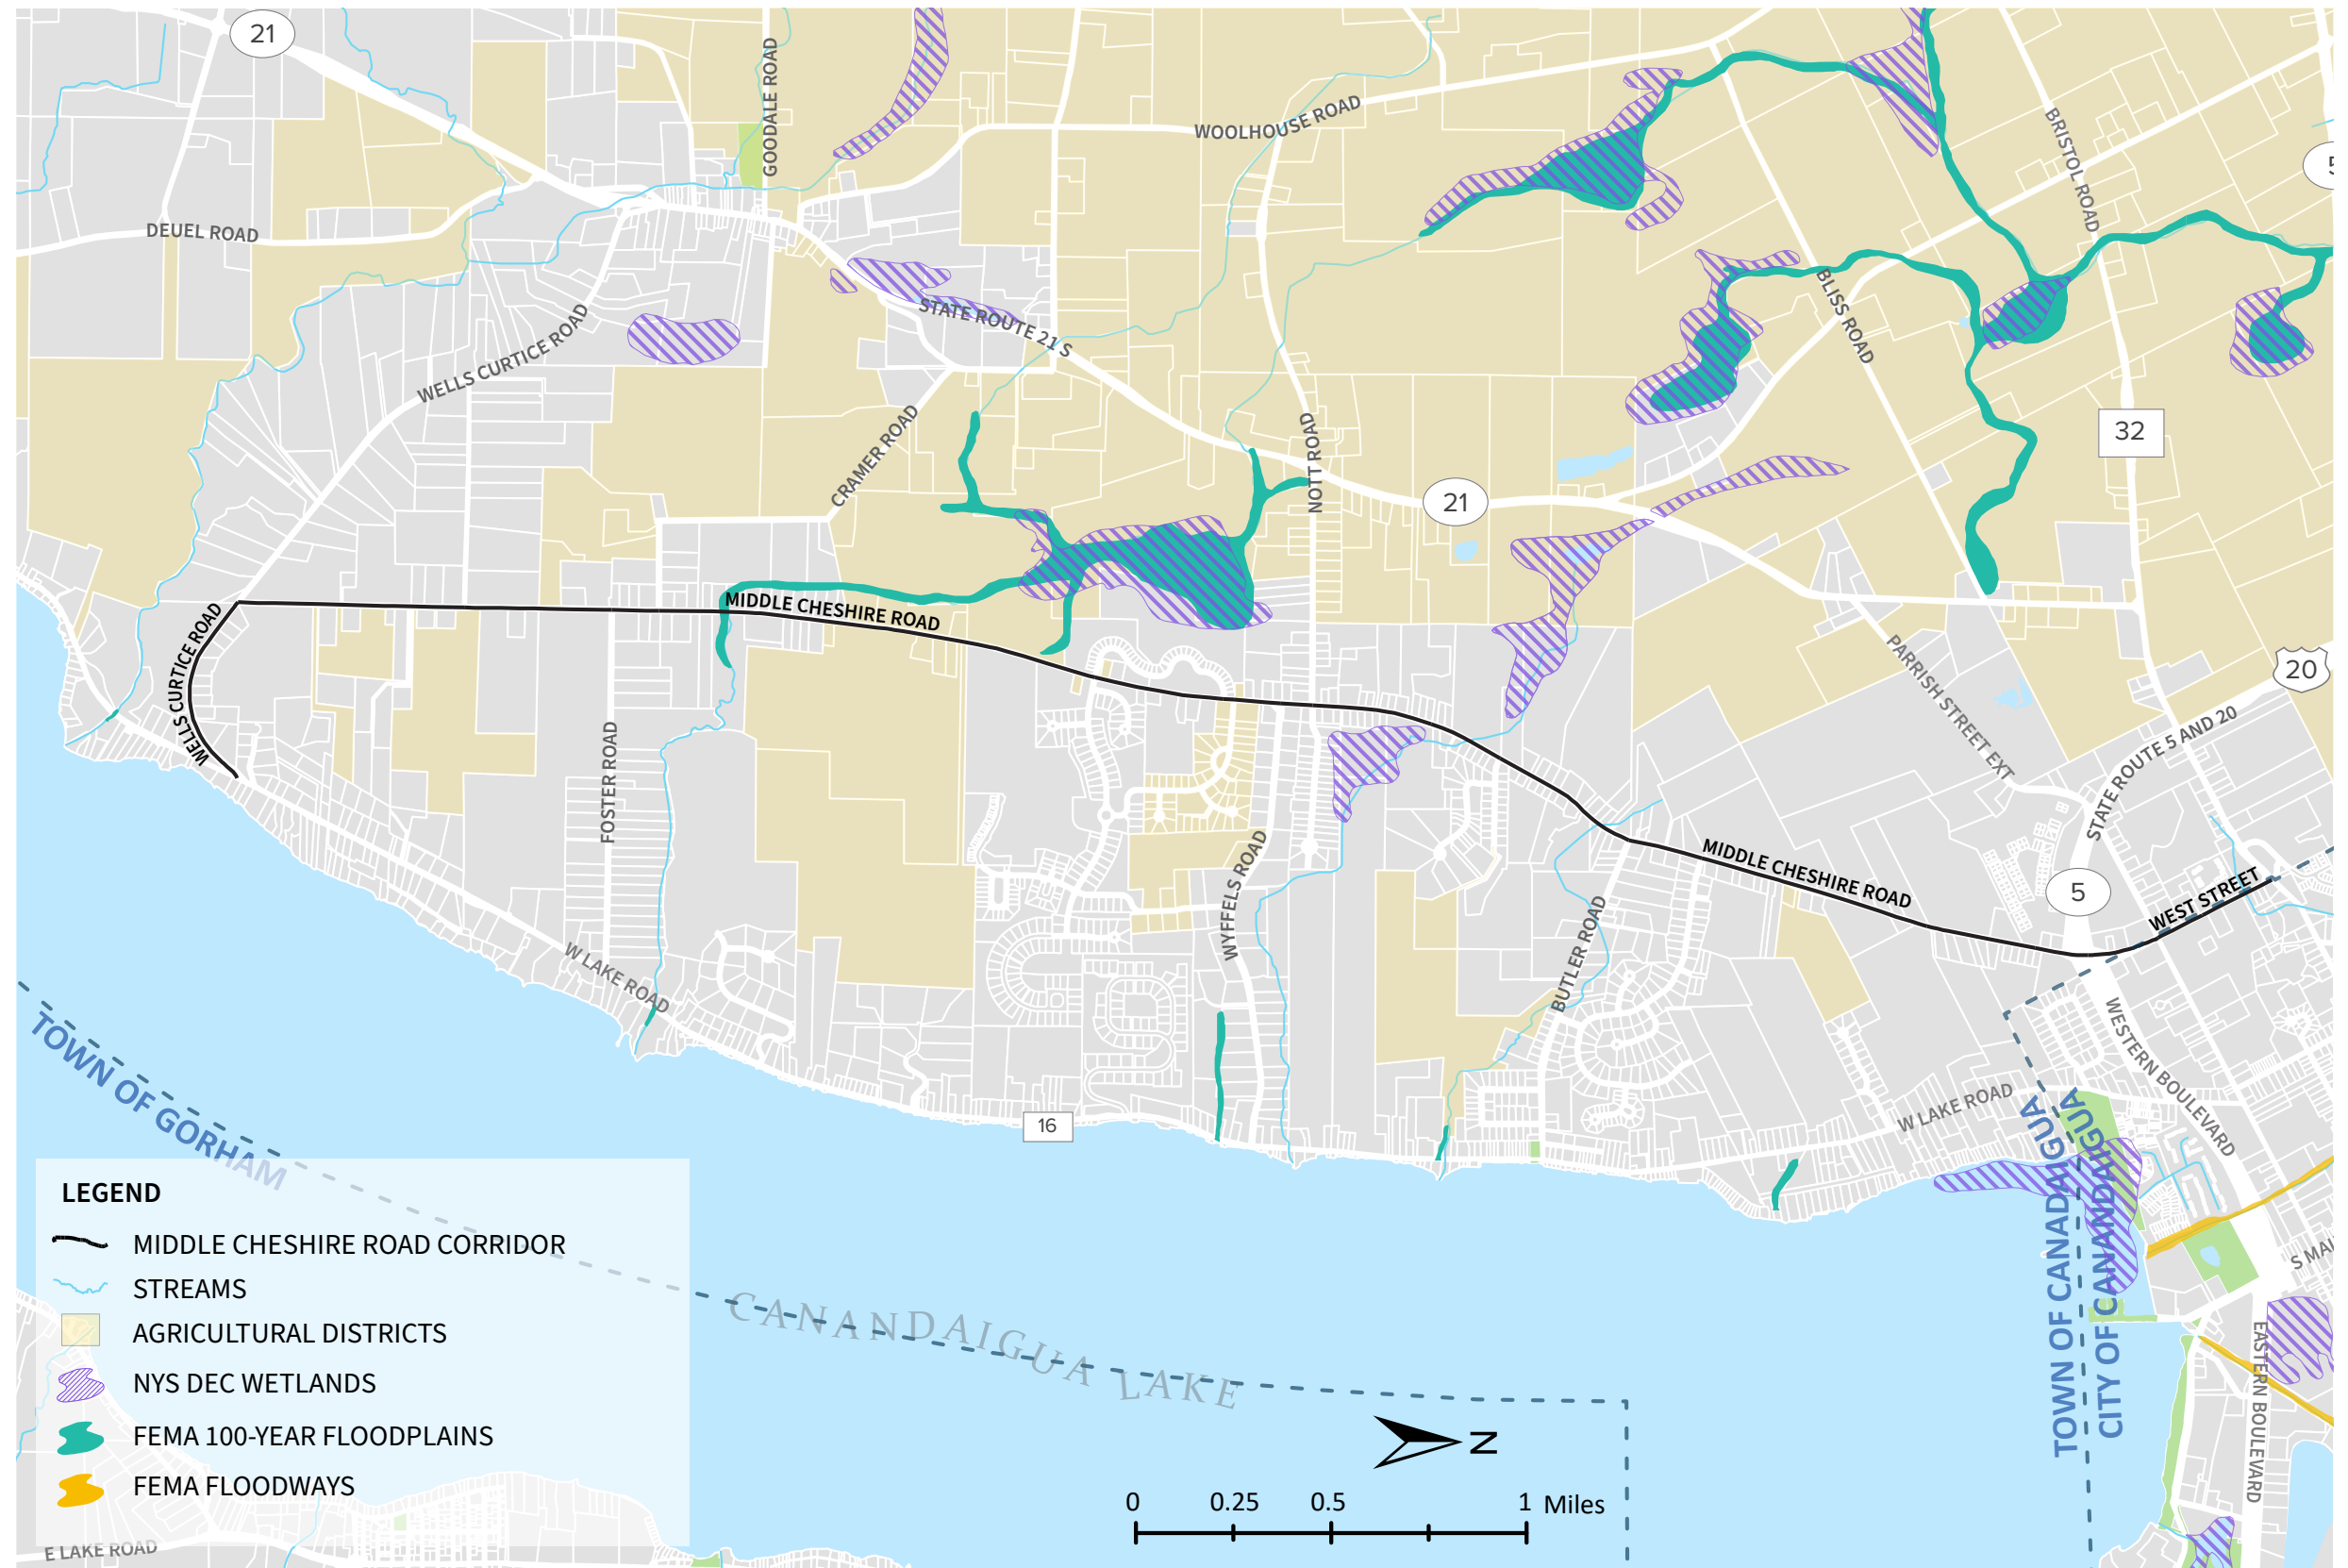 21
GOODALE ROAD
WOOLHOUSE ROAD
BRISTOL ROAD
5
DEUEL ROAD
STATE ROUTE 21 S
WELLS CURTICE ROAD
BLISS ROAD
CRAMER ROAD
NOTT ROAD
32
21
MIDDLE CHESHIRE ROAD
WELLS CURTICE ROAD
PARRISH STREET EXT
20
STATE ROUTE 5 AND 20
FOSTER ROAD
WYFFELS ROAD
MIDDLE CHESHIRE ROAD
5
WEST STREET
BUTLER ROAD
W LAKE ROAD
WESTERN BOULEVARD
W LAKE ROAD
16
TOWN OF GORHAM
TOWN OF CANADAIGUA
CITY OF CANANDAIGUA
S MAI
EASTERN BOULEVARD
CANANDAIGUA LAKE
LEGEND
MIDDLE CHESHIRE ROAD CORRIDOR
STREAMS
AGRICULTURAL DISTRICTS
NYS DEC WETLANDS
FEMA 100-YEAR FLOODPLAINS
FEMA FLOODWAYS
E LAKE ROAD
N
0 0.25 0.5 1 Miles